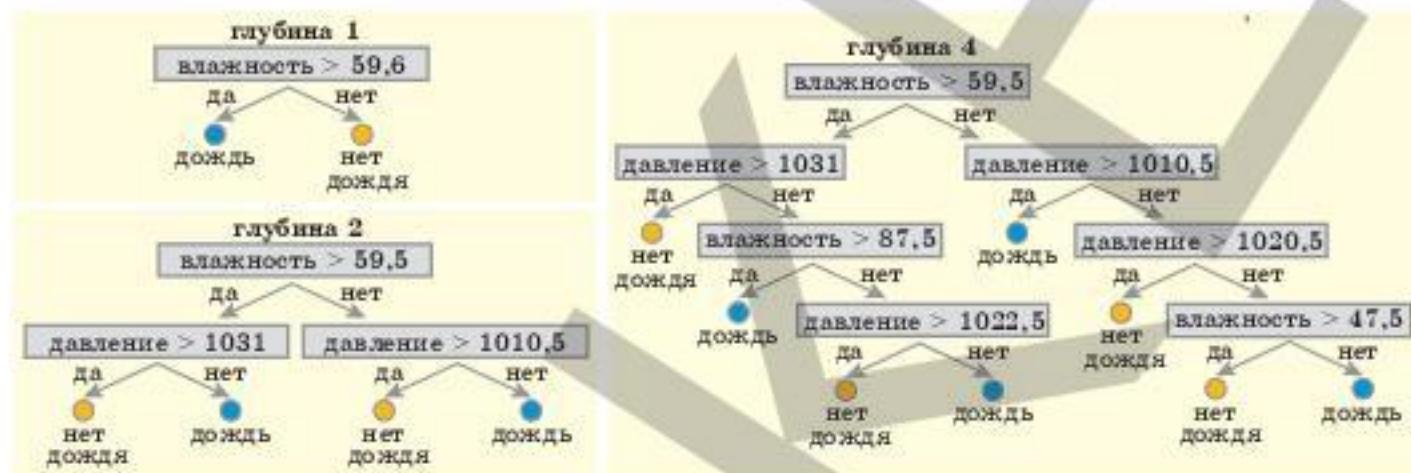 глубина 1
влажность > 59,6
да нет
дождь нет
дождя
глубина 2
влажность > 59,5
да нет
давление > 1031 давление > 1010,5
да нет да нет
нет
дождя дождь нет
дождя дождь
глубина 4
влажность > 59,5
да нет
давление > 1031 давление > 1010,5
да нет да нет
нет
дождя влажность > 87,5 дождь давление > 1020,5
да нет да нет
дождь давление > 1022,5 нет
дождя влажность > 47,5
да нет да нет
нет
дождя дождь нет
дождя дождь